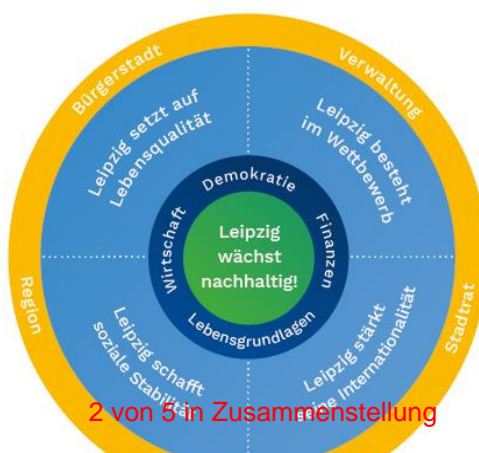 Bürgerstadt
Verwaltung
Leipzig setzt auf
Lebensqualität
Leipzig besteht
im Wettbewerb
Demokratie
Wirtschaft
Finanzen
Leipzig
wächst
nachhaltig!
Lebensgrundlagen
Region
Stadtrat
Leipzig schafft
soziale Stabilität
Leipzig stärkt
seine Internationalität
2 von 5 in Zusammenstellung